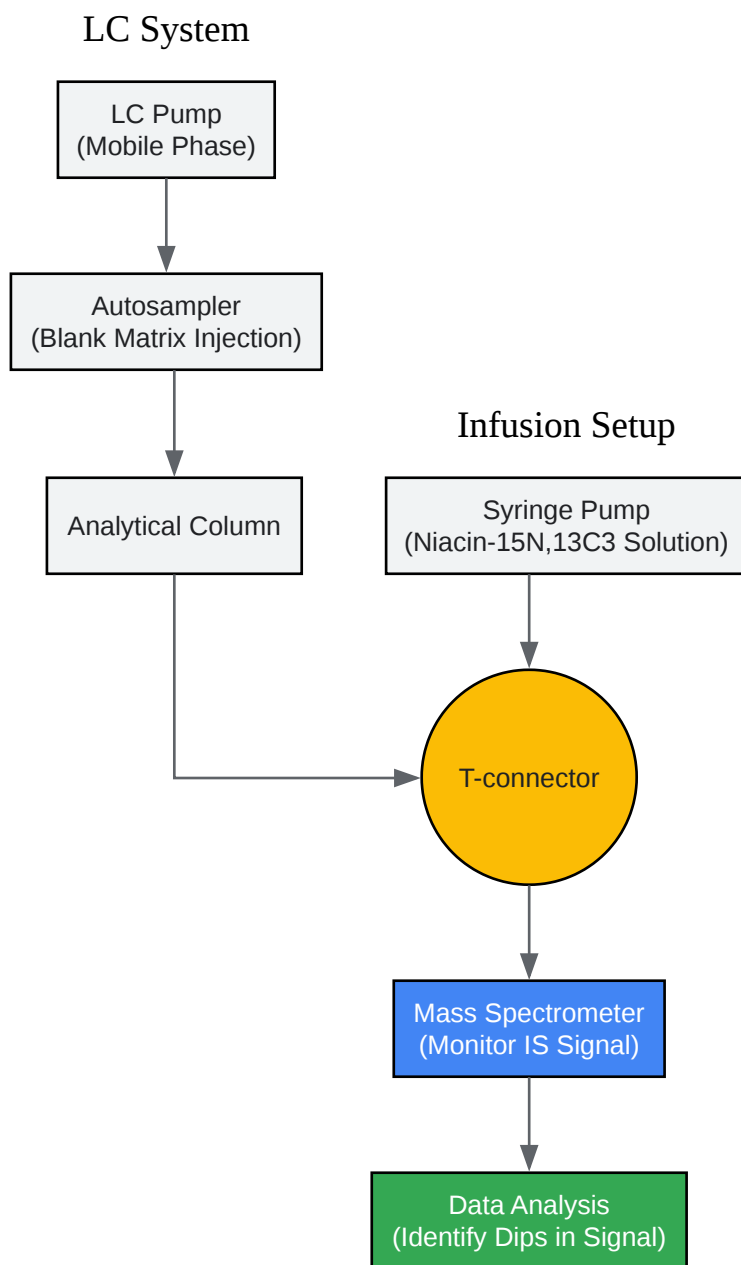 LC System
LC Pump
(Mobile Phase)
Autosampler
(Blank Matrix Injection)
Infusion Setup
Analytical Column
Syringe Pump
(Niacin-15N,13C3 Solution)
T-connector
Mass Spectrometer
(Monitor IS Signal)
Data Analysis
(Identify Dips in Signal)